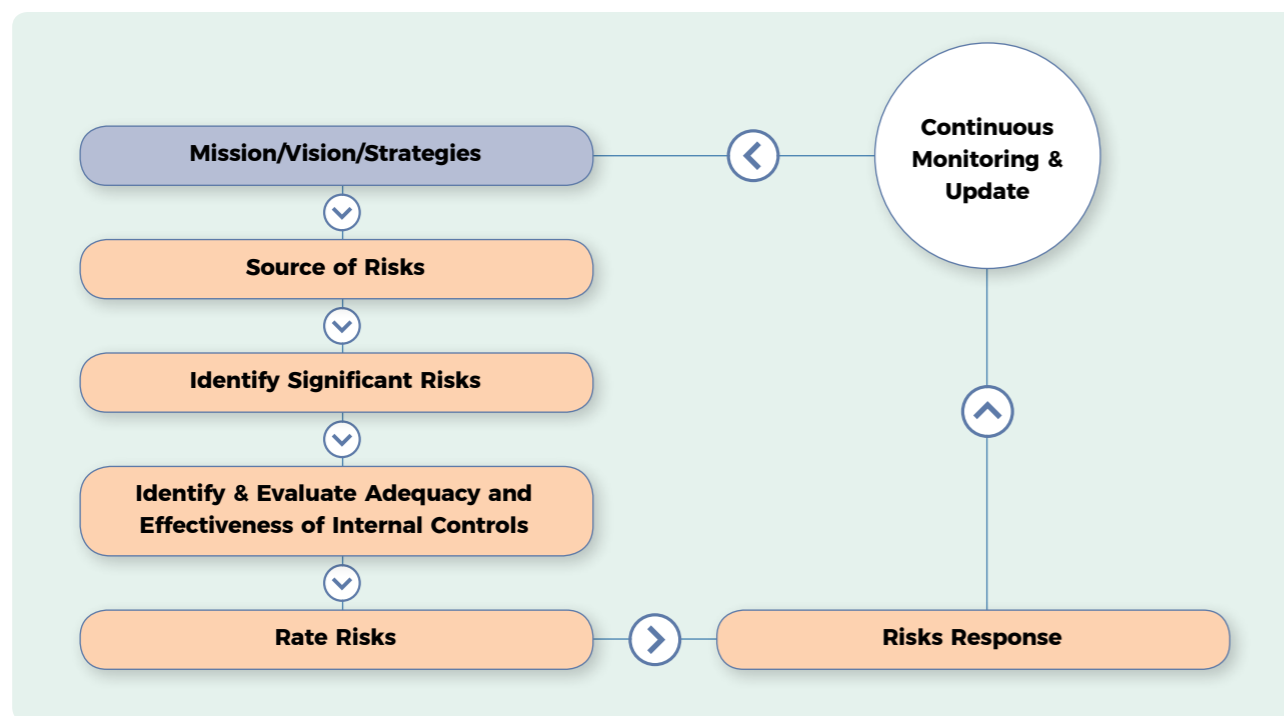 Mission/Vision/Strategies
Source of Risks
Identify Significant Risks
Identify & Evaluate Adequacy and
Effectiveness of Internal Controls
Rate Risks
Risks Response
Continuous
Monitoring &
Update